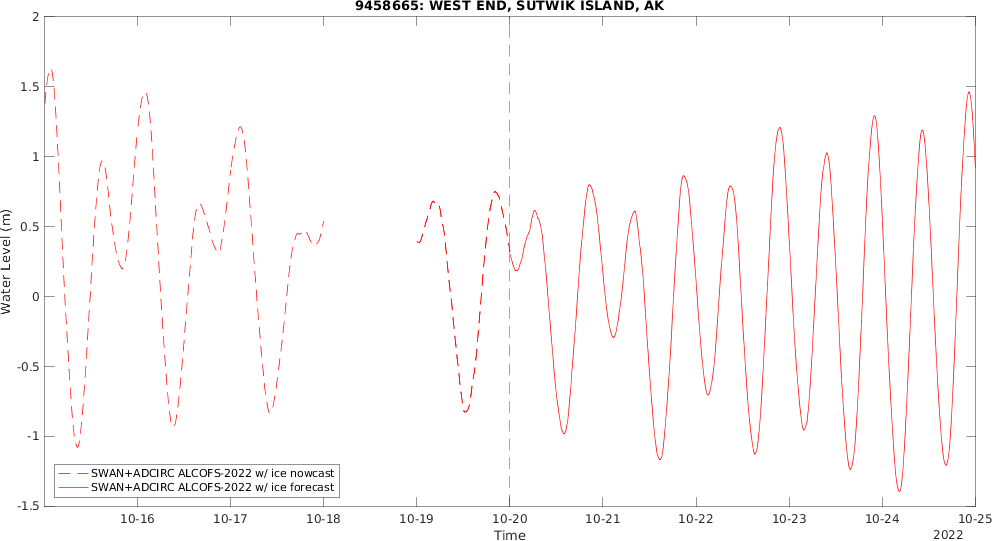 9458665: WEST END, SUTWIK ISLAND, AK
2
1.5
1
0.5
0
-0.5
-1
-1.5
Water Level (m)
SWAN+ADCIRC ALCOFS-2022 w/ ice nowcast
SWAN+ADCIRC ALCOFS-2022 w/ ice forecast
10-16 10-17 10-18 10-19 10-20 10-21 10-22 10-23 10-24 10-25
Time
2022